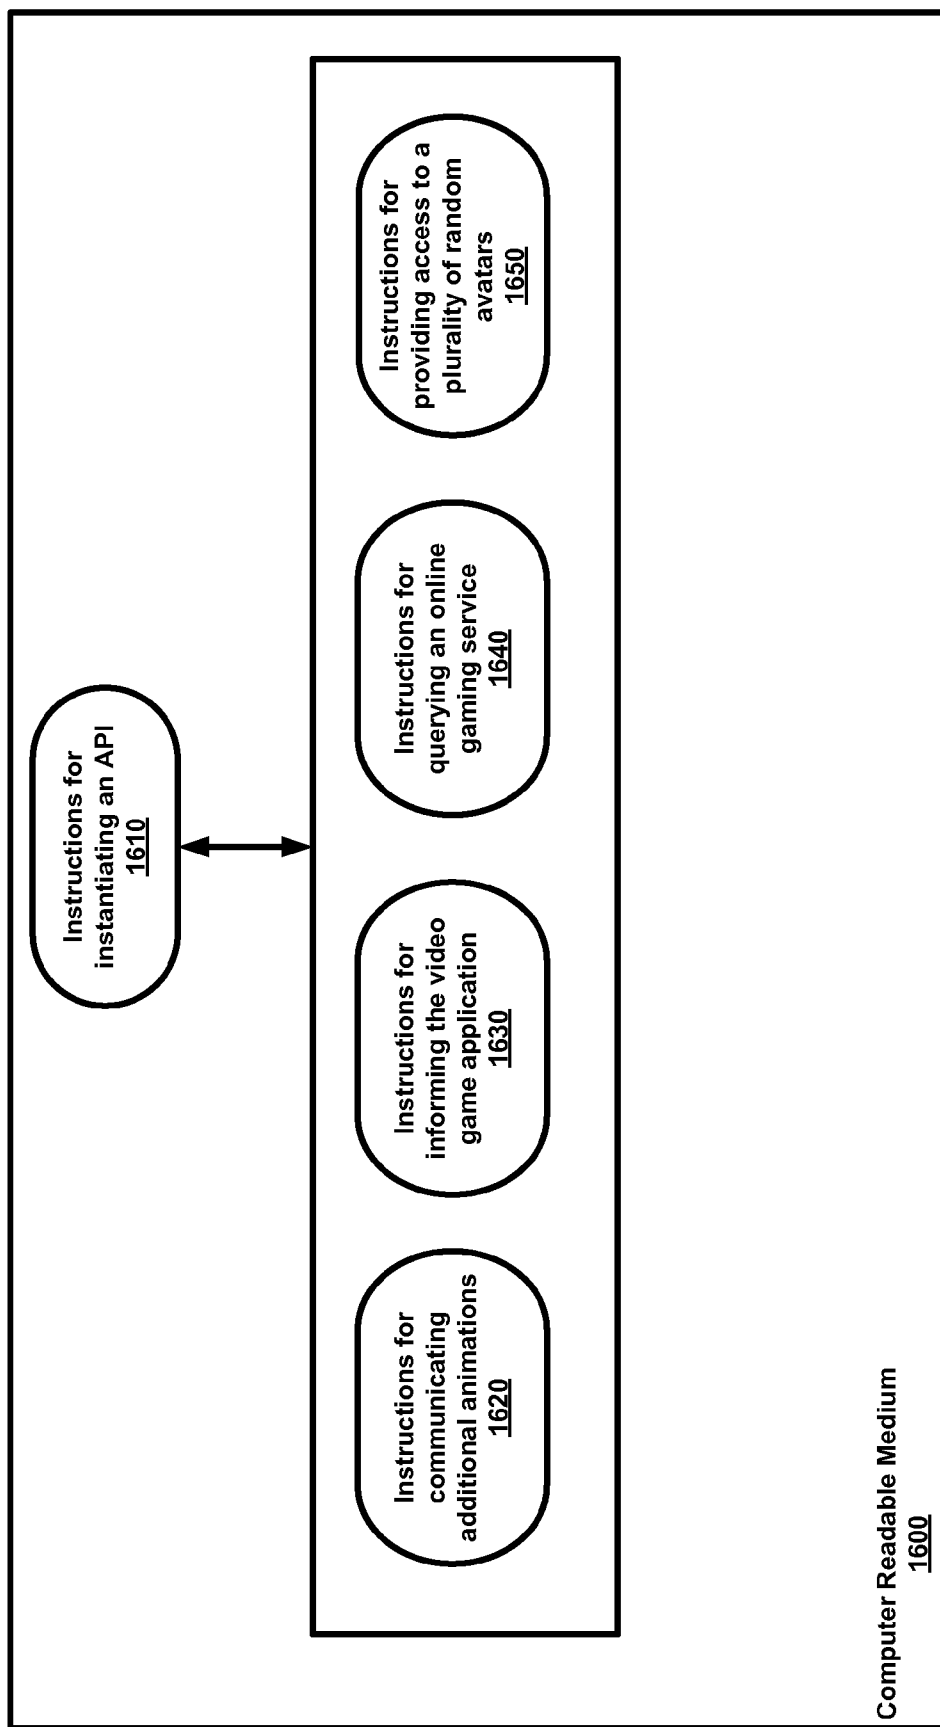 Instructions for
instantiating an API
1610
Instructions for
communicating
additional animations
1620
Instructions for
informing the video
game application
1630
Instructions for
querying an online
gaming service
1640
Instructions for
providing access to a
plurality of random
avatars
1650
Computer Readable Medium
1600